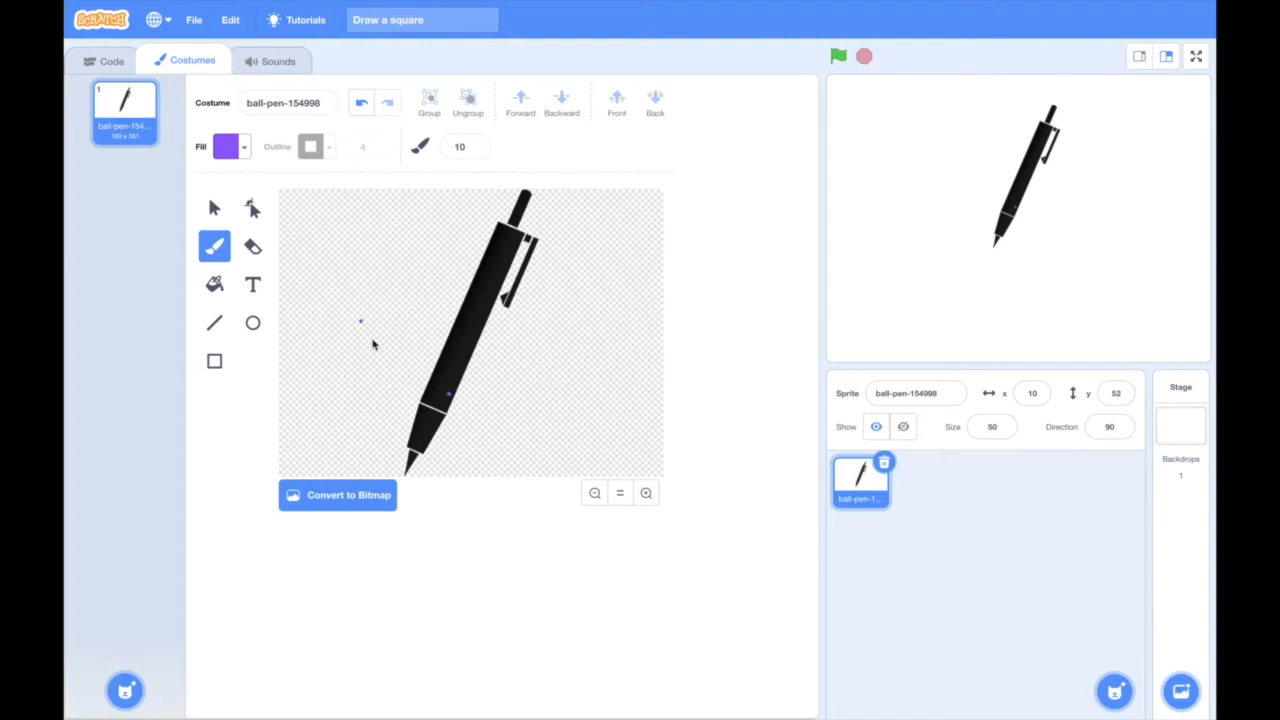 SCRATCH File Edit Tutorials Draw a square
Code Costumes Sounds
1
ball-pen-154...
169 x 361
Costume ball-pen-154998 Group Ungroup Forward Backward Front Back
Fill Outline 4 10
Convert to Bitmap
Sprite ball-pen-154998 x 10 y 52
Show Size 50 Direction 90
ball-pen-1...
Stage
Backdrops
1